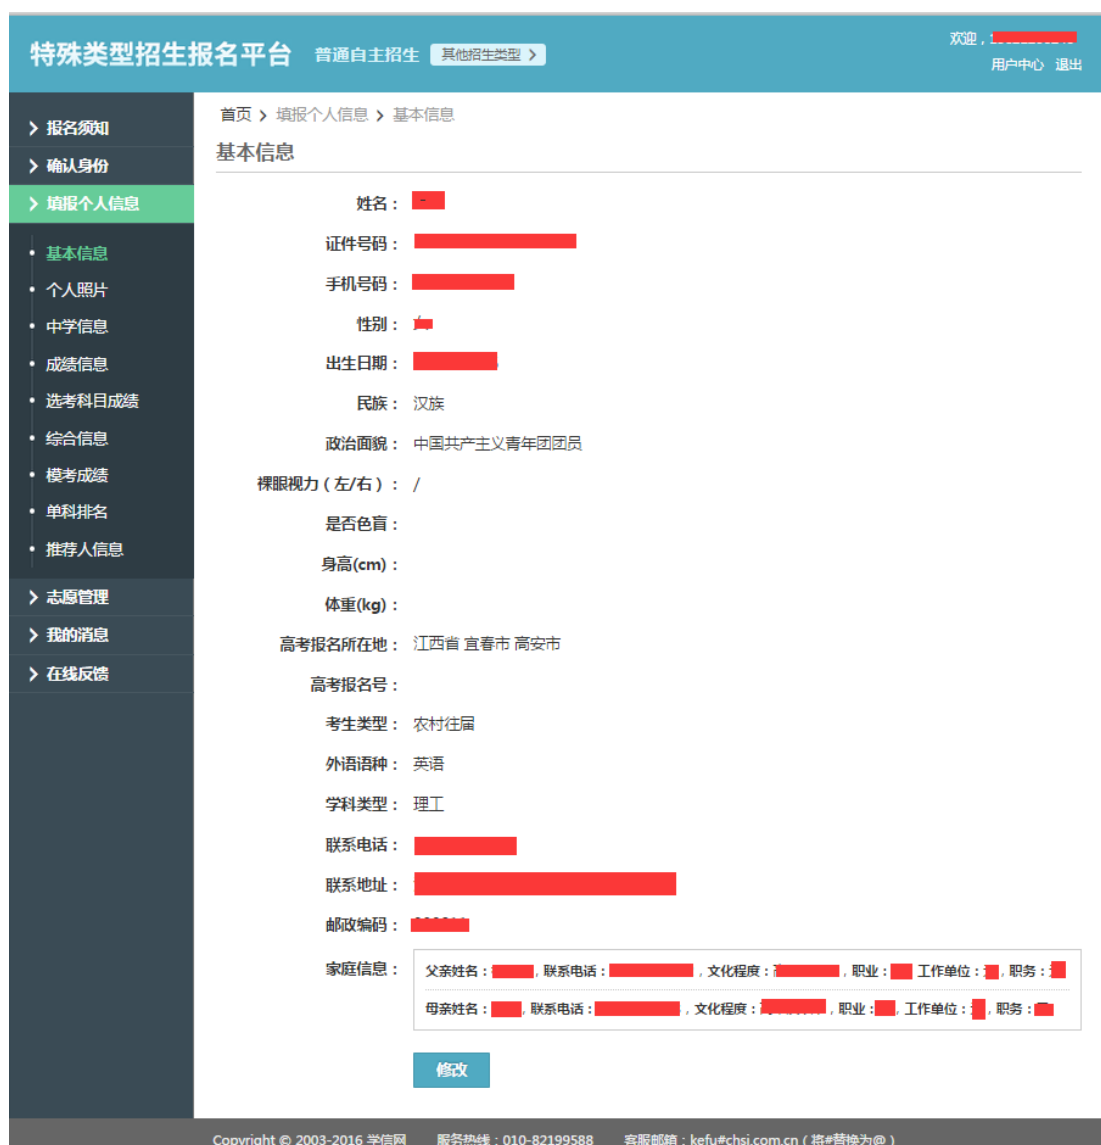 特殊类型招生报名平台 普通自主招生 其他招生类型 >
欢迎，
用户中心 退出
> 报名须知
> 确认身份
> 填报个人信息
• 基本信息
• 个人照片
• 中学信息
• 成绩信息
• 选考科目成绩
• 综合信息
• 模考成绩
• 单科排名
• 推荐人信息
> 志愿管理
> 我的消息
> 在线反馈
首页 > 填报个人信息 > 基本信息
基本信息
姓名：
证件号码：
手机号码：
性别：
出生日期：
民族： 汉族
政治面貌： 中国共产主义青年团团员
裸眼视力（左/右）： /
是否色盲：
身高(cm)：
体重(kg)：
高考报名所在地： 江西省 宜春市 高安市
高考报名号：
考生类型： 农村往届
外语语种： 英语
学科类型： 理工
联系电话：
联系地址：
邮政编码：
家庭信息： 父亲姓名： ，联系电话： ，文化程度： ，职业： 工作单位： ，职务：
母亲姓名： ，联系电话： ，文化程度： ，职业： ，工作单位： ，职务：
修改
Copyright © 2003-2016 学信网 服务热线：010-82199588 客服邮箱：kefu#chsi.com.cn（将#替换为@）